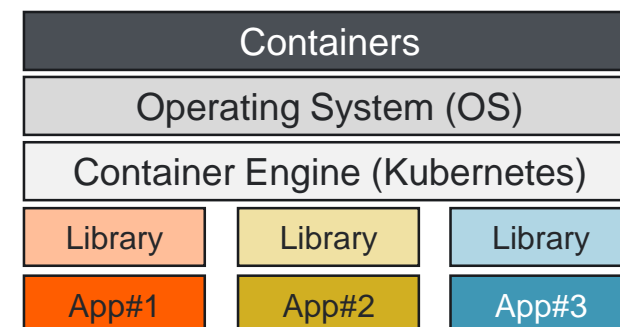 Containers
Operating System (OS)
Container Engine (Kubernetes)
Library Library Library
App#1 App#2 App#3